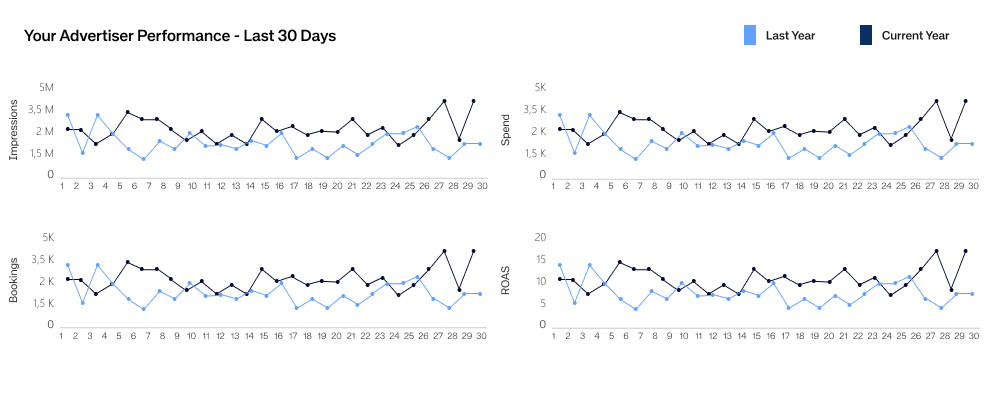 Your Advertiser Performance - Last 30 Days
Last Year
Current Year
Impressions
5M
3,5 M
2 M
1,5 M
0
1 2 3 4 5 6 7 8 9 10 11 12 13 14 15 16 17 18 19 20 21 22 23 24 25 26 27 28 29 30
Spend
5K
3,5 K
2 K
1,5 K
0
1 2 3 4 5 6 7 8 9 10 11 12 13 14 15 16 17 18 19 20 21 22 23 24 25 26 27 28 29 30
Bookings
5K
3,5 K
2 K
1,5 K
0
1 2 3 4 5 6 7 8 9 10 11 12 13 14 15 16 17 18 19 20 21 22 23 24 25 26 27 28 29 30
ROAS
20
15
10
5
0
1 2 3 4 5 6 7 8 9 10 11 12 13 14 15 16 17 18 19 20 21 22 23 24 25 26 27 28 29 30